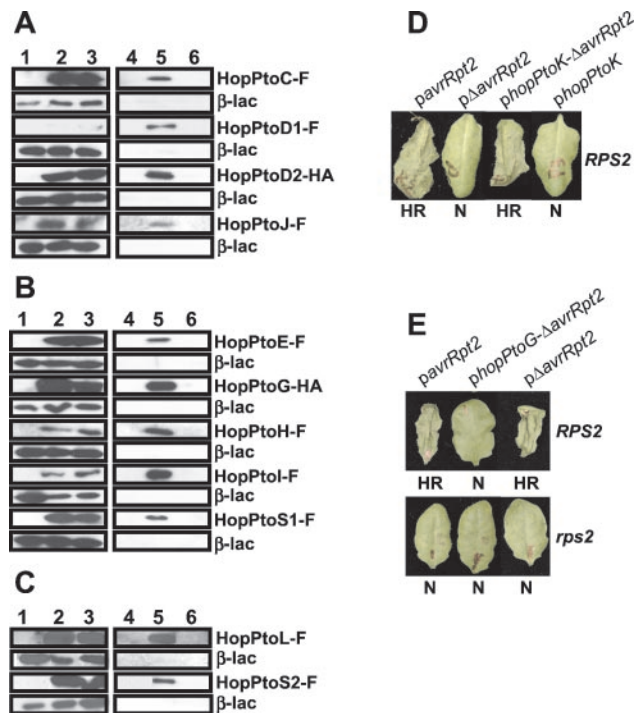 A
1 2 3 4 5 6
HopPtoC-F
β-lac
HopPtoD1-F
β-lac
HopPtoD2-HA
β-lac
HopPtoJ-F
β-lac
B
1 2 3 4 5 6
HopPtoE-F
β-lac
HopPtoG-HA
β-lac
HopPtoH-F
β-lac
HopPtoI-F
β-lac
HopPtoS1-F
β-lac
C
1 2 3 4 5 6
HopPtoL-F
β-lac
HopPtoS2-F
β-lac
D
pavrRpt2 pΔavrRpt2 phopPtoK-ΔavrRpt2 phopPtoK
RPS2
HR N HR N
E
pavrRpt2 phopPtoG-ΔavrRpt2 pΔavrRpt2
RPS2
HR N HR
rps2
N N N